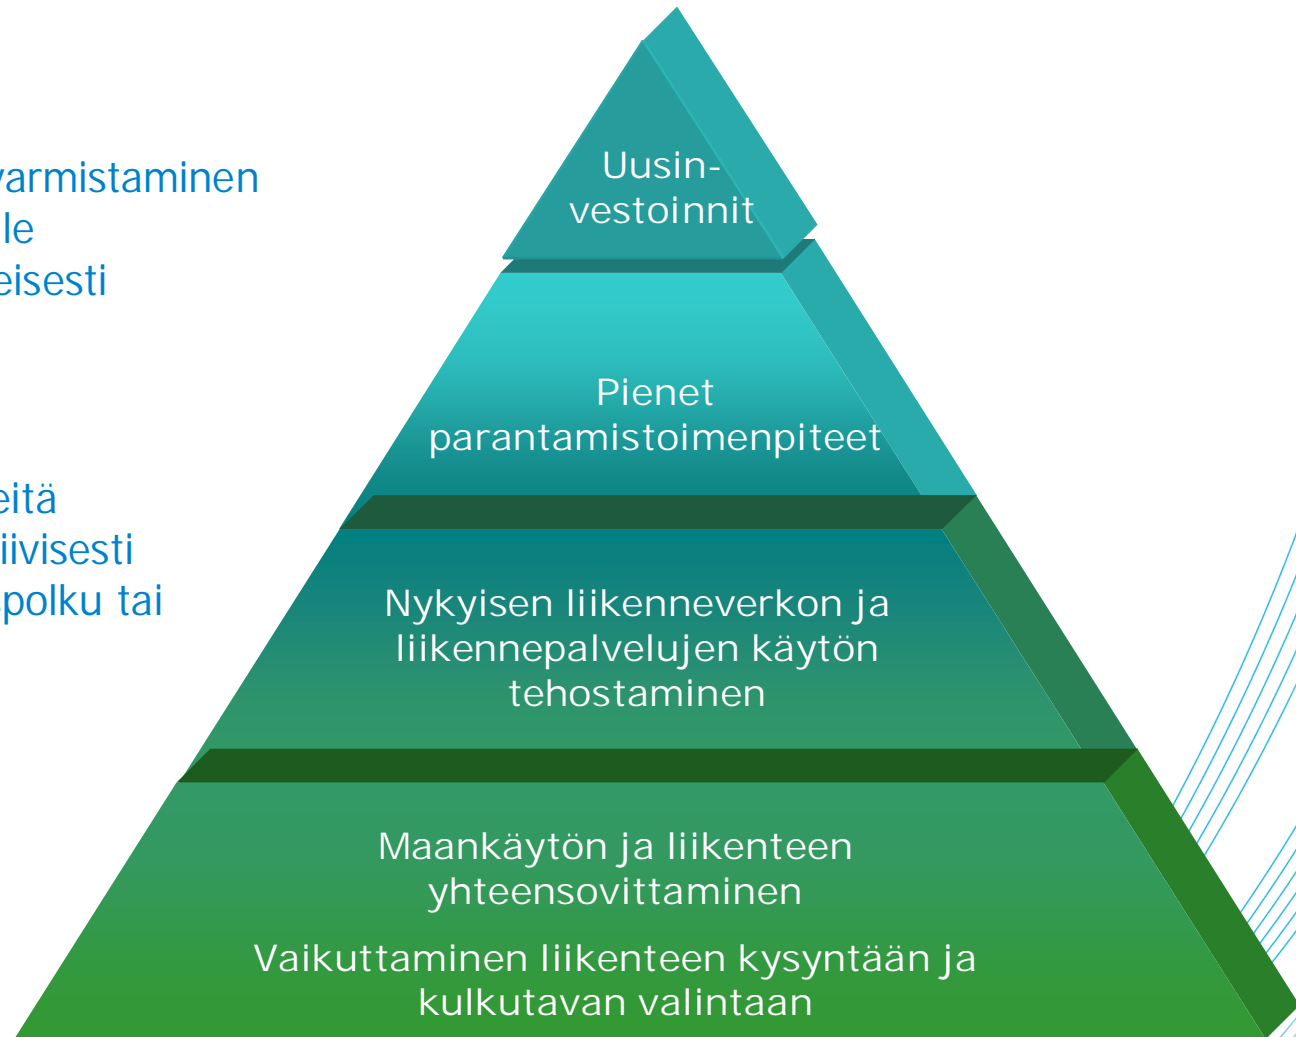 varmistaminen
le
eisesti
eitä
iivisesti
polku tai
Uusin-
vestoinnit
Pienet
parantamistoimenpiteet
Nykyisen liikenneverkon ja
liikennepalvelujen käytön
tehostaminen
Maankäytön ja liikenteen
yhteensovittaminen
Vaikuttaminen liikenteen kysyntään ja
kulkutavan valintaan